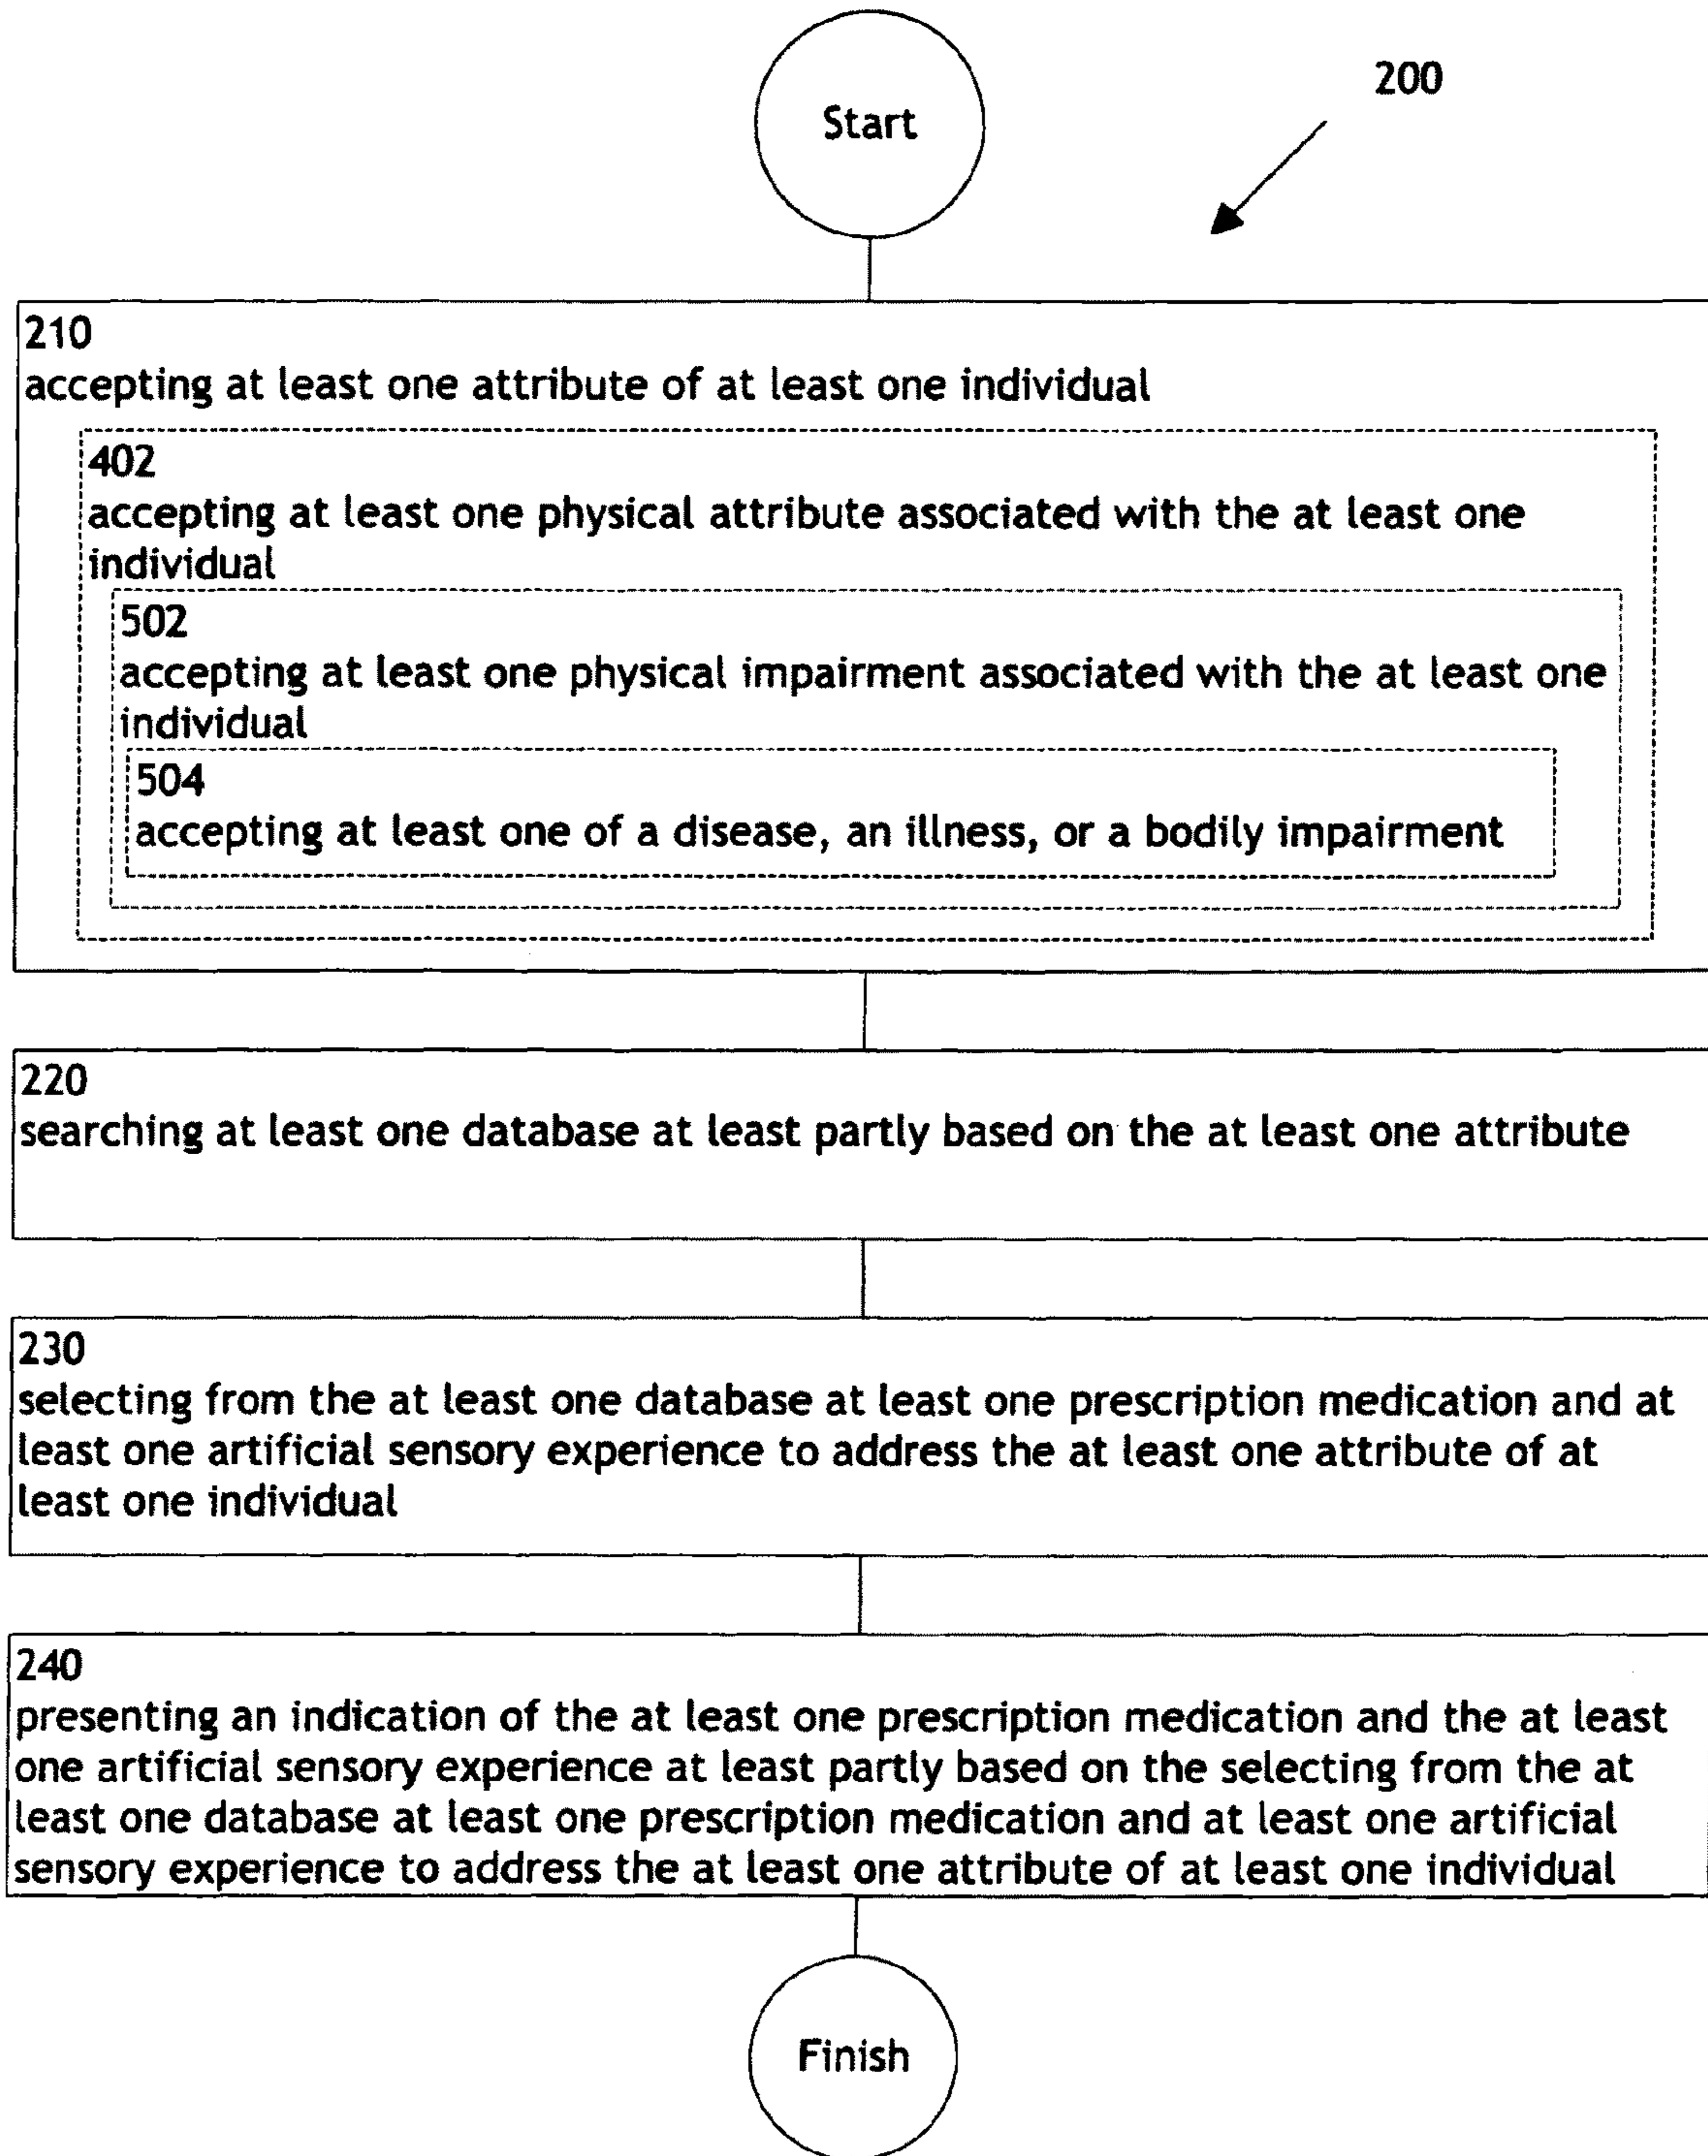 Start
200
210
accepting at least one attribute of at least one individual
402
accepting at least one physical attribute associated with the at least one
individual
502
accepting at least one physical impairment associated with the at least one
individual
504
accepting at least one of a disease, an illness, or a bodily impairment
220
searching at least one database at least partly based on the at least one attribute
230
selecting from the at least one database at least one prescription medication and at
least one artificial sensory experience to address the at least one attribute of at
least one individual
240
presenting an indication of the at least one prescription medication and the at least
one artificial sensory experience at least partly based on the selecting from the at
least one database at least one prescription medication and at least one artificial
sensory experience to address the at least one attribute of at least one individual
Finish